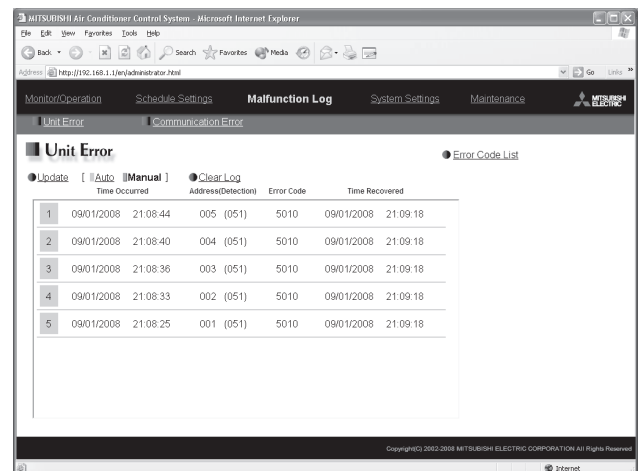 MITSUBISHI Air Conditioner Control System - Microsoft Internet Explorer
File Edit View Favorites Tools Help
Back Search Favorites Media
Address http://192.168.1.1/en/administrator.html Go Links »
Monitor/Operation Schedule Settings Malfunction Log System Settings Maintenance MITSUBISHI ELECTRIC
Unit Error Communication Error
Unit Error Error Code List
Update [ Auto Manual ] Clear Log
Time Occurred Address(Detection) Error Code Time Recovered
1 09/01/2008 21:08:44 005 (051) 5010 09/01/2008 21:09:18
2 09/01/2008 21:08:40 004 (051) 5010 09/01/2008 21:09:18
3 09/01/2008 21:08:36 003 (051) 5010 09/01/2008 21:09:18
4 09/01/2008 21:08:33 002 (051) 5010 09/01/2008 21:09:18
5 09/01/2008 21:08:25 001 (051) 5010 09/01/2008 21:09:18
Copyright(C) 2002-2008 MITSUBISHI ELECTRIC CORPORATION All Rights Reserved
Internet